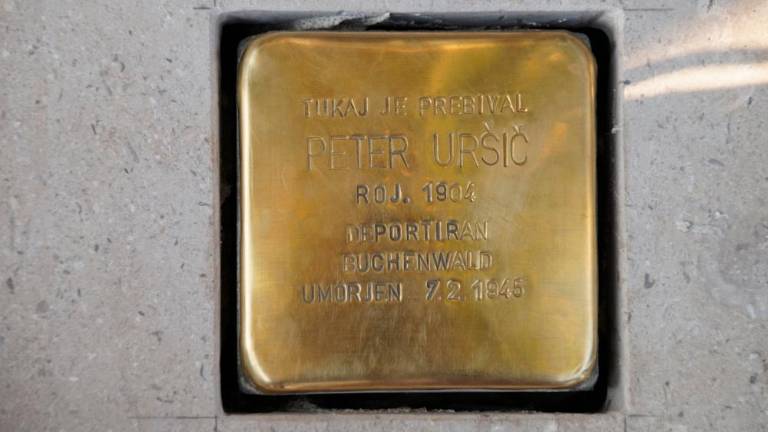 TUKAJ JE PREBIVAL
PETER URŠIČ
ROJ. 1904
DEPORTIRAN
BUCHENWALD
UMORJEN 7.2.1945